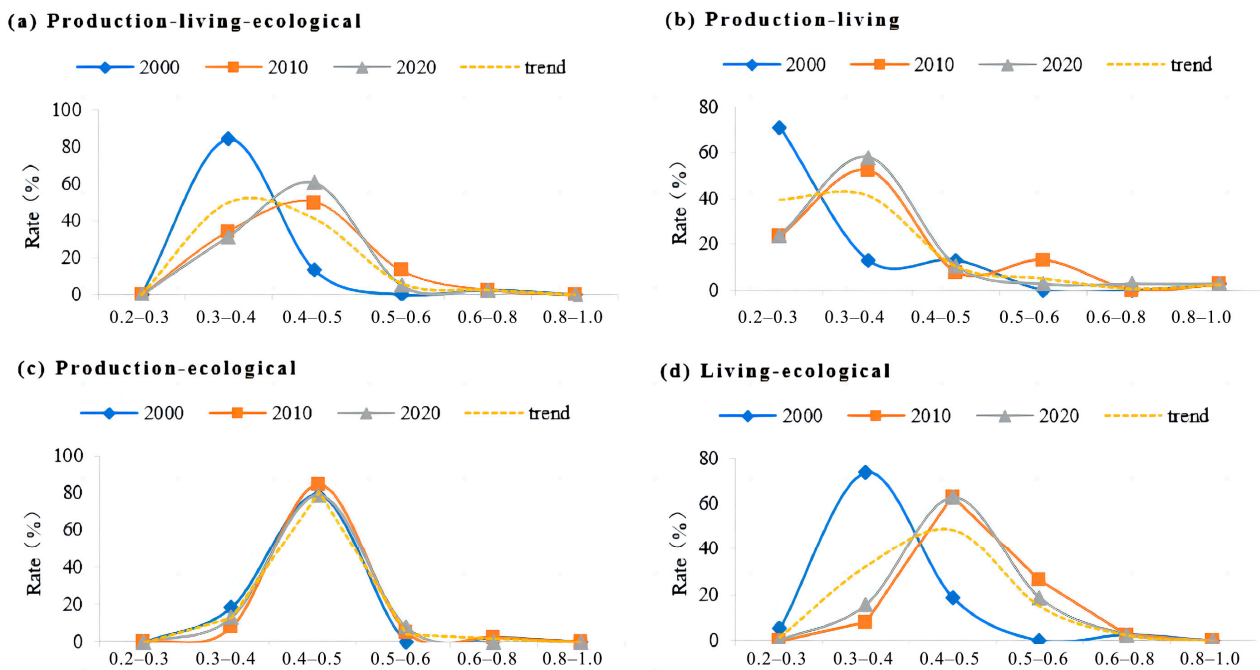 (a) Production-living-ecological
2000 2010 2020 trend
Rate (%)
100
80
60
40
20
0
0.2–0.3 0.3–0.4 0.4–0.5 0.5–0.6 0.6–0.8 0.8–1.0
(b) Production-living
2000 2010 2020 trend
Rate (%)
80
60
40
20
0
0.2–0.3 0.3–0.4 0.4–0.5 0.5–0.6 0.6–0.8 0.8–1.0
(c) Production-ecological
2000 2010 2020 trend
Rate (%)
100
80
60
40
20
0
0.2–0.3 0.3–0.4 0.4–0.5 0.5–0.6 0.6–0.8 0.8–1.0
(d) Living-ecological
2000 2010 2020 trend
Rate (%)
80
60
40
20
0
0.2–0.3 0.3–0.4 0.4–0.5 0.5–0.6 0.6–0.8 0.8–1.0